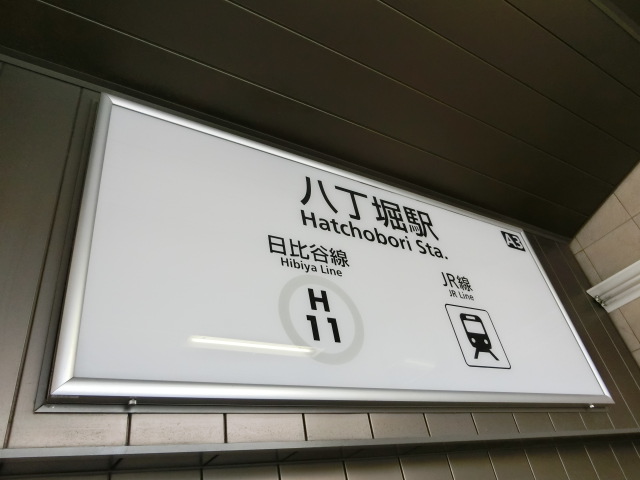 八丁堀駅
Hatchobori Sta.
A3
日比谷線
Hibiya Line
H
11
JR線
JR Line